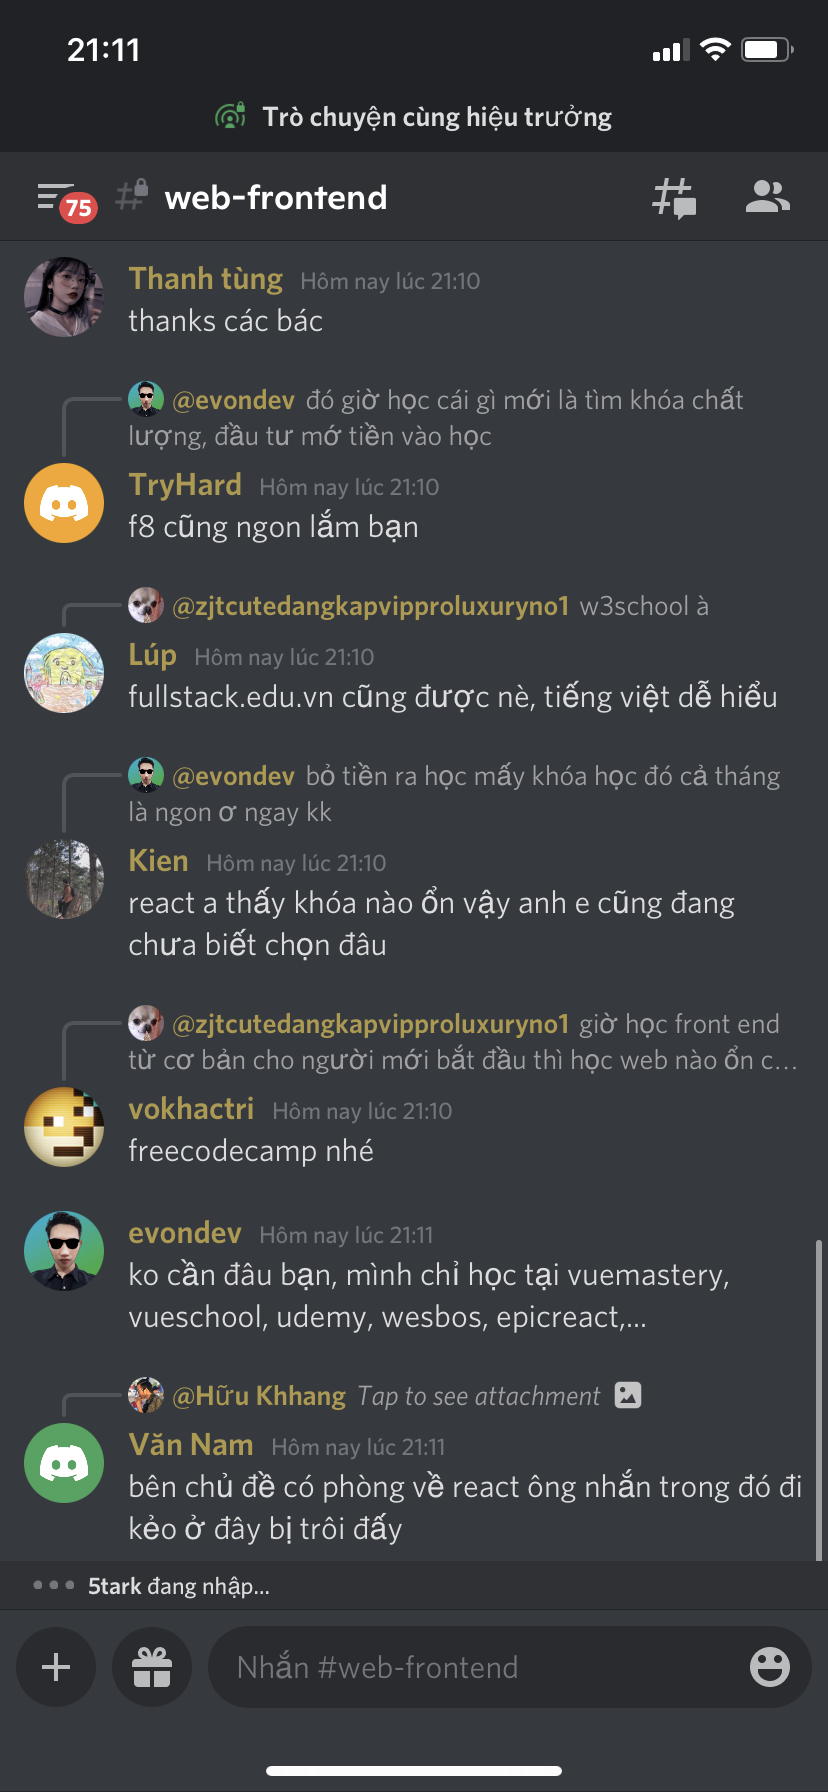 21:11
Trò chuyện cùng hiệu trưởng
75
web-frontend
Thanh tùng Hôm nay lúc 21:10
thanks các bác
@evondev đó giờ học cái gì mới là tìm khóa chất
lượng, đầu tư mớ tiền vào học
TryHard Hôm nay lúc 21:10
f8 cũng ngon lắm bạn
@zjtcutedangkapvipproluxuryno1 w3school à
Lúp Hôm nay lúc 21:10
fullstack.edu.vn cũng được nè, tiếng việt dễ hiểu
@evondev bỏ tiền ra học mấy khóa học đó cả tháng
là ngon ơ ngay kk
Kien Hôm nay lúc 21:10
react a thấy khóa nào ổn vậy anh e cũng đang
chưa biết chọn đâu
@zjtcutedangkapvipproluxuryno1 giờ học front end
từ cơ bản cho người mới bắt đầu thì học web nào ổn c...
vokhactri Hôm nay lúc 21:10
freecodecamp nhé
evondev Hôm nay lúc 21:11
ko cần đâu bạn, mình chỉ học tại vuemastery,
vueschool, udemy, wesbos, epicreact,...
@Hữu Khhang Tap to see attachment
Văn Nam Hôm nay lúc 21:11
bên chủ đề có phòng về react ông nhắn trong đó đi
kẻo ở đây bị trôi đấy
5tark đang nhập...
Nhắn #web-frontend